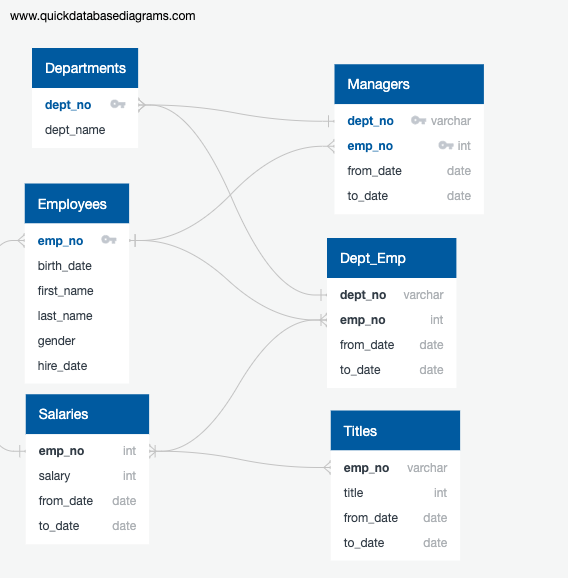 www.quickdatabasediagrams.com
Departments
dept_no
dept_name
Managers
dept_no varchar
emp_no int
from_date date
to_date date
Employees
emp_no
birth_date
first_name
last_name
gender
hire_date
Dept_Emp
dept_no varchar
emp_no int
from_date date
to_date date
Salaries
emp_no int
salary int
from_date date
to_date date
Titles
emp_no varchar
title int
from_date date
to_date date